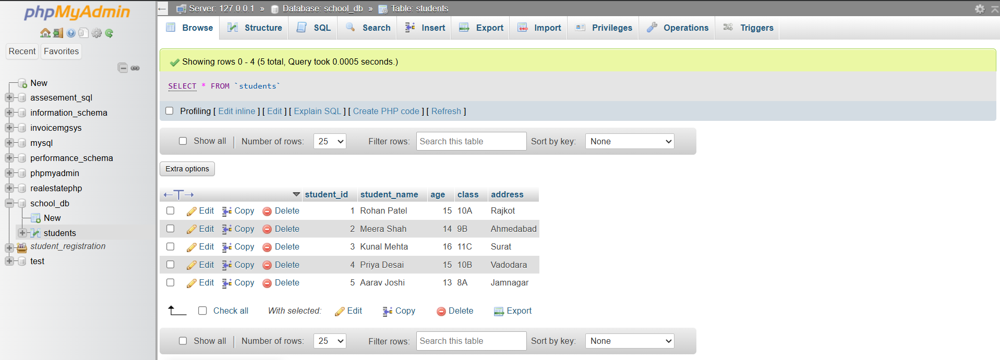 phpMyAdmin
Recent Favorites
New
assesement_sql
information_schema
invoicemgsys
mysql
performance_schema
phpmyadmin
realestatephp
school_db
New
students
student_registration
test
Server: 127.0.0.1 » Database: school_db » Table: students
Browse Structure SQL Search Insert Export Import Privileges Operations Triggers
Showing rows 0 - 4 (5 total, Query took 0.0005 seconds.)
SELECT * FROM `students`
Profiling [ Edit inline ] [ Edit ] [ Explain SQL ] [ Create PHP code ] [ Refresh ]
Show all Number of rows: 25 Filter rows: Search this table Sort by key: None
Extra options
student_id student_name age class address
Edit Copy Delete 1 Rohan Patel 15 10A Rajkot
Edit Copy Delete 2 Meera Shah 14 9B Ahmedabad
Edit Copy Delete 3 Kunal Mehta 16 11C Surat
Edit Copy Delete 4 Priya Desai 15 10B Vadodara
Edit Copy Delete 5 Aarav Joshi 13 8A Jamnagar
Check all With selected: Edit Copy Delete Export
Show all Number of rows: 25 Filter rows: Search this table Sort by key: None